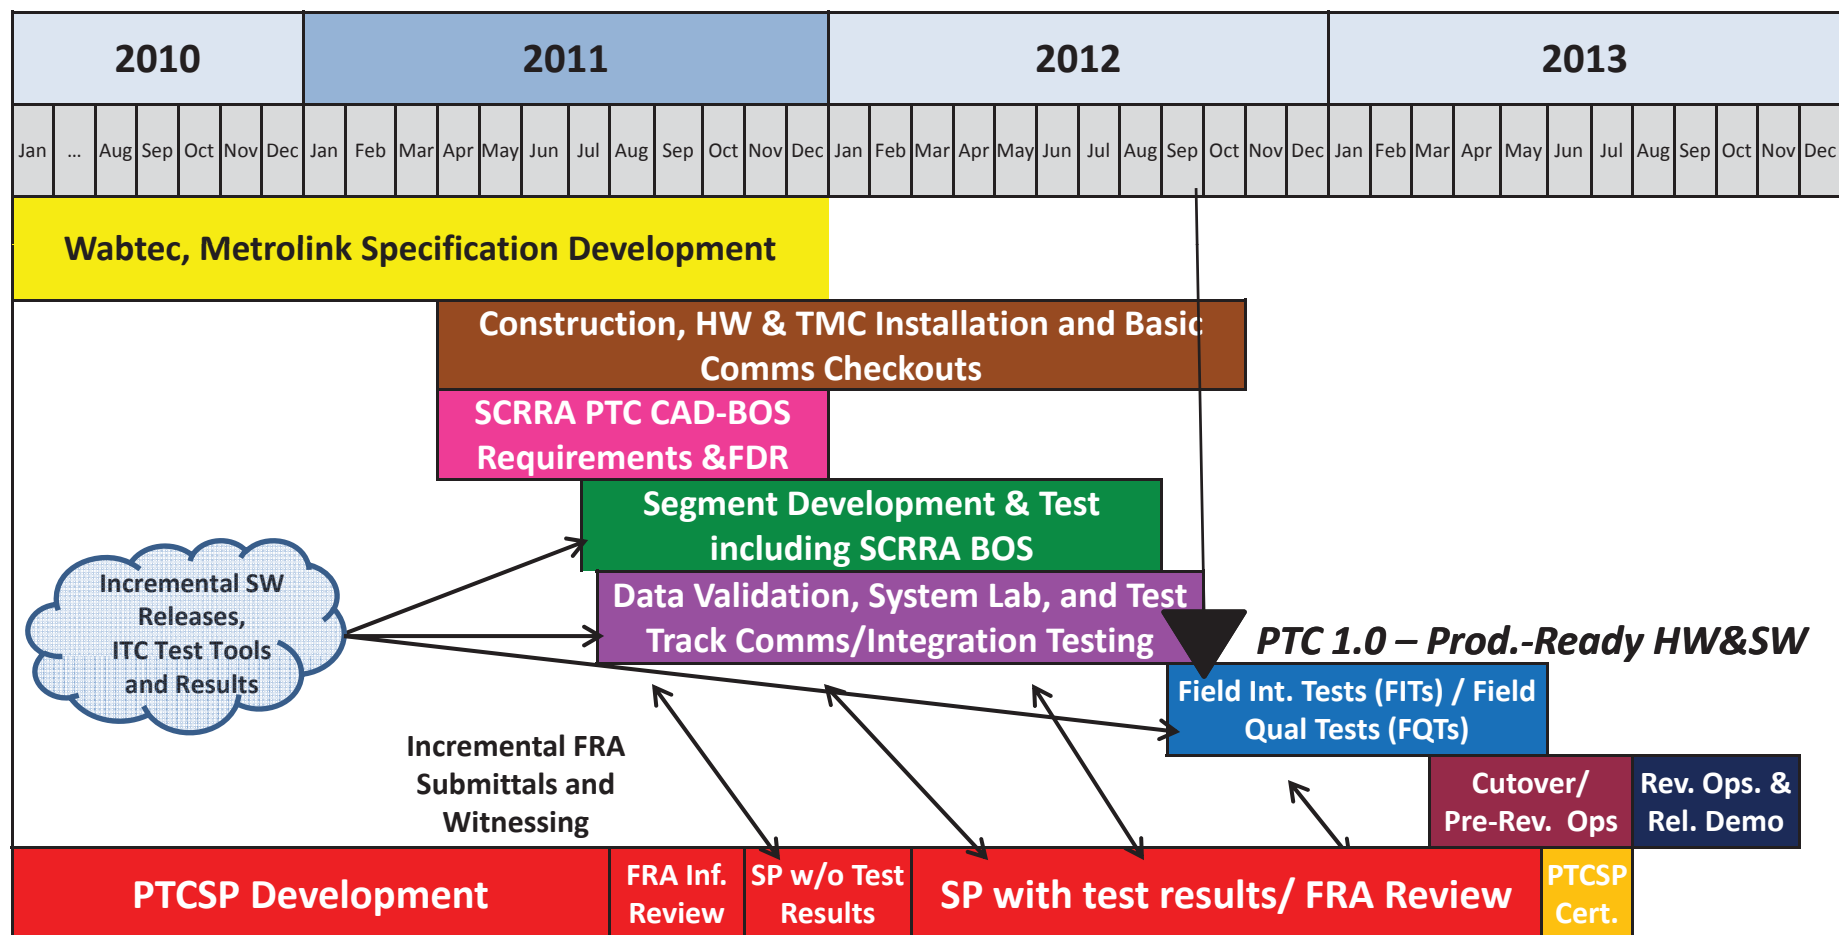 2010 2011 2012 2013
Jan ... Aug Sep Oct Nov Dec Jan Feb Mar Apr May Jun Jul Aug Sep Oct Nov Dec Jan Feb Mar Apr May Jun Jul Aug Sep Oct Nov Dec Jan Feb Mar Apr May Jun Jul Aug Sep Oct Nov Dec
Wabtec, Metrolink Specification Development
Construction, HW & TMC Installation and Basic
Comms Checkouts
SCRRA PTC CAD-BOS
Requirements &FDR
Segment Development & Test
including SCRRA BOS
Incremental SW
Releases,
ITC Test Tools
and Results
Data Validation, System Lab, and Test
Track Comms/Integration Testing
PTC 1.0 – Prod.-Ready HW&SW
Field Int. Tests (FITs) / Field
Qual Tests (FQTs)
Incremental FRA
Submittals and
Witnessing
Cutover/
Pre-Rev. Ops
Rev. Ops. &
Rel. Demo
PTCSP Development
FRA Inf.
Review
SP w/o Test
Results
SP with test results/ FRA Review
PTCSP
Cert.